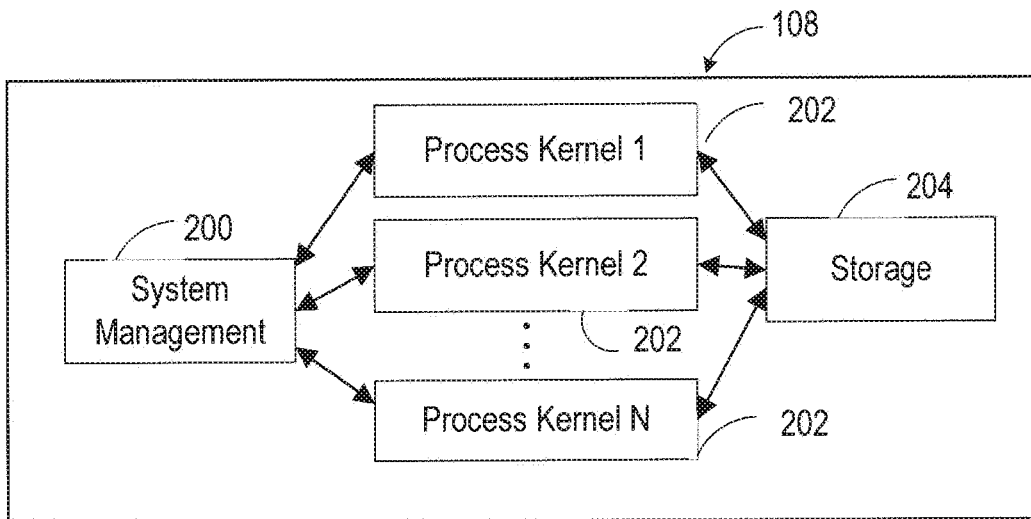 108
Process Kernel 1
202
200
204
System
Management
Process Kernel 2
Storage
202
Process Kernel N
202